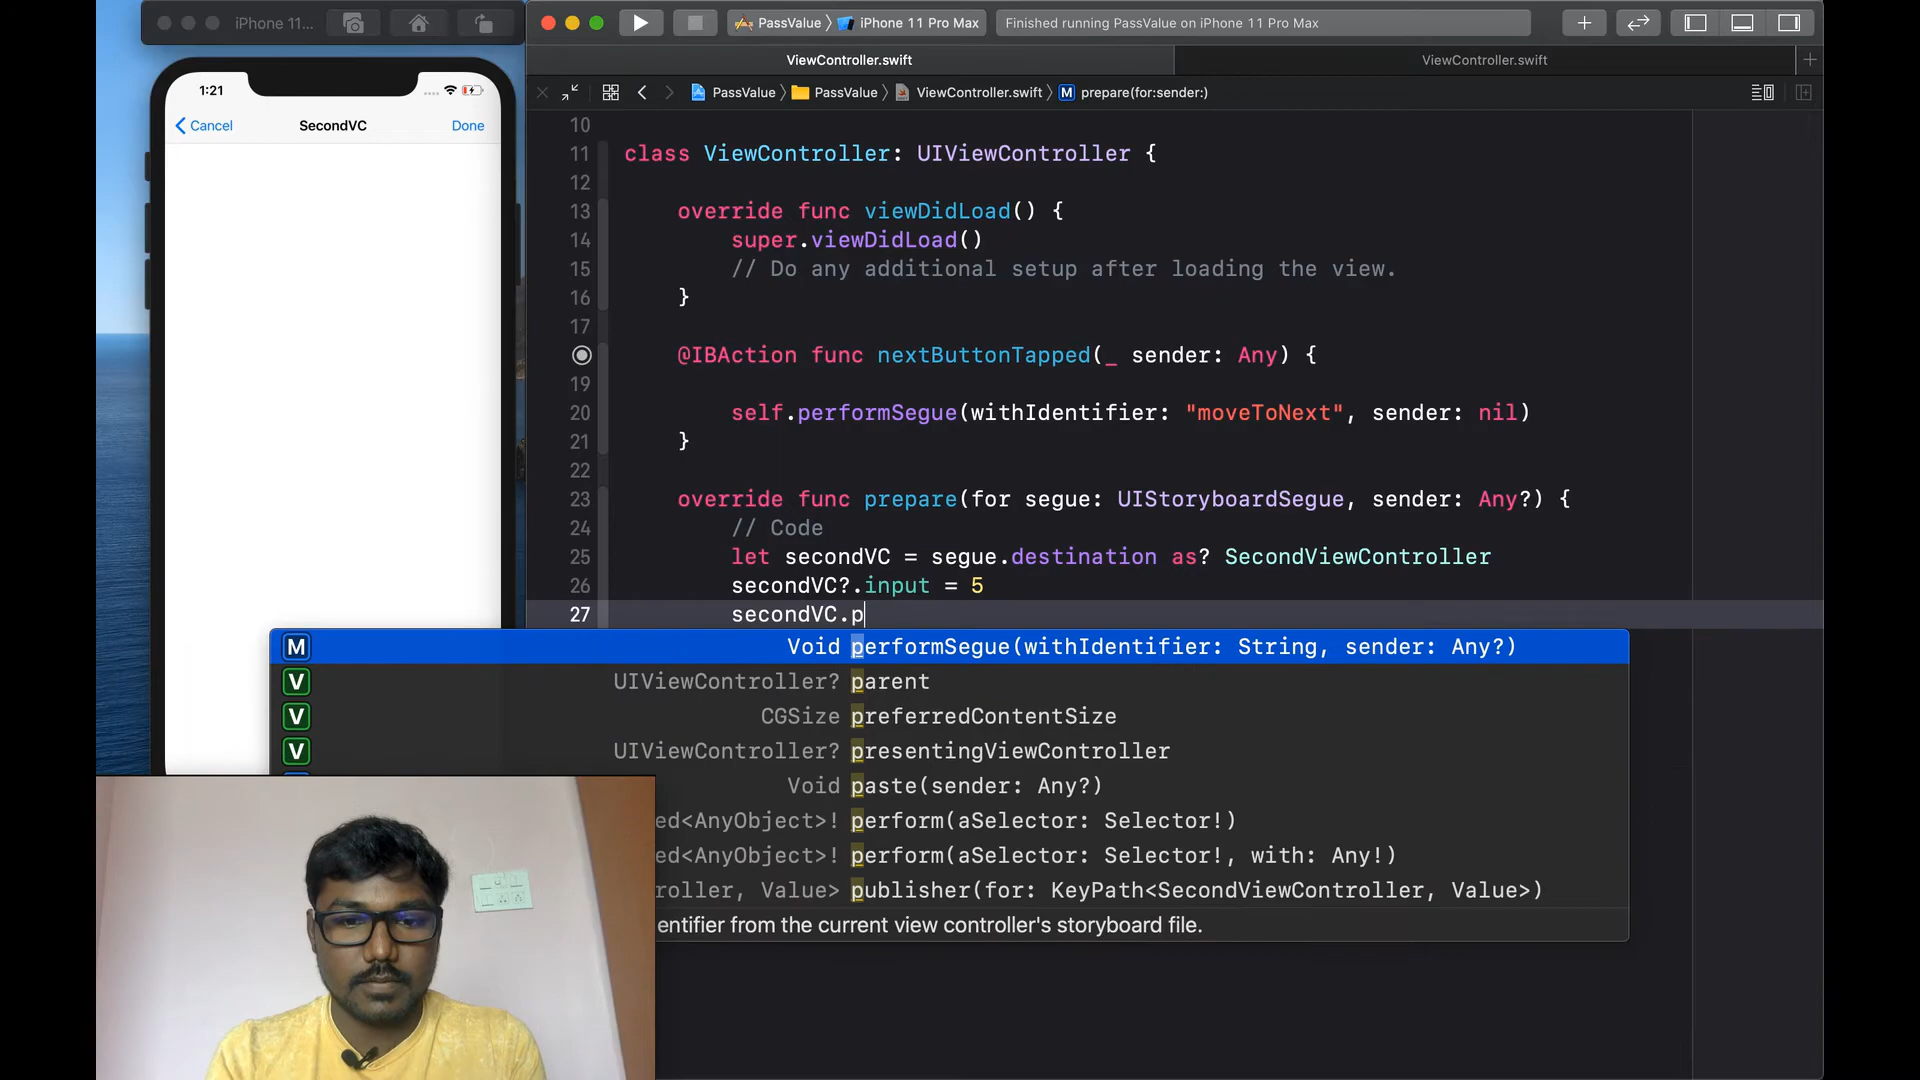 iPhone 11...
PassValue
iPhone 11 Pro Max
Finished running PassValue on iPhone 11 Pro Max
ViewController.swift
ViewController.swift
PassValue
PassValue
ViewController.swift
M
prepare(for:sender:)
1:21
Cancel
SecondVC
Done
10
11 class ViewController: UIViewController {
12
13 override func viewDidLoad() {
14 super.viewDidLoad()
15 // Do any additional setup after loading the view.
16 }
17
@IBAction func nextButtonTapped(_ sender: Any) {
19
20 self.performSegue(withIdentifier: "moveToNext", sender: nil)
21 }
22
23 override func prepare(for segue: UIStoryboardSegue, sender: Any?) {
24 // Code
25 let secondVC = segue.destination as? SecondViewController
26 secondVC?.input = 5
27 secondVC.p
M Void performSegue(withIdentifier: String, sender: Any?)
V UIViewController? parent
V CGSize preferredContentSize
V UIViewController? presentingViewController
Void paste(sender: Any?)
ed<AnyObject>! perform(aSelector: Selector!)
ed<AnyObject>! perform(aSelector: Selector!, with: Any!)
roller, Value> publisher(for: KeyPath<SecondViewController, Value>)
entifier from the current view controller's storyboard file.